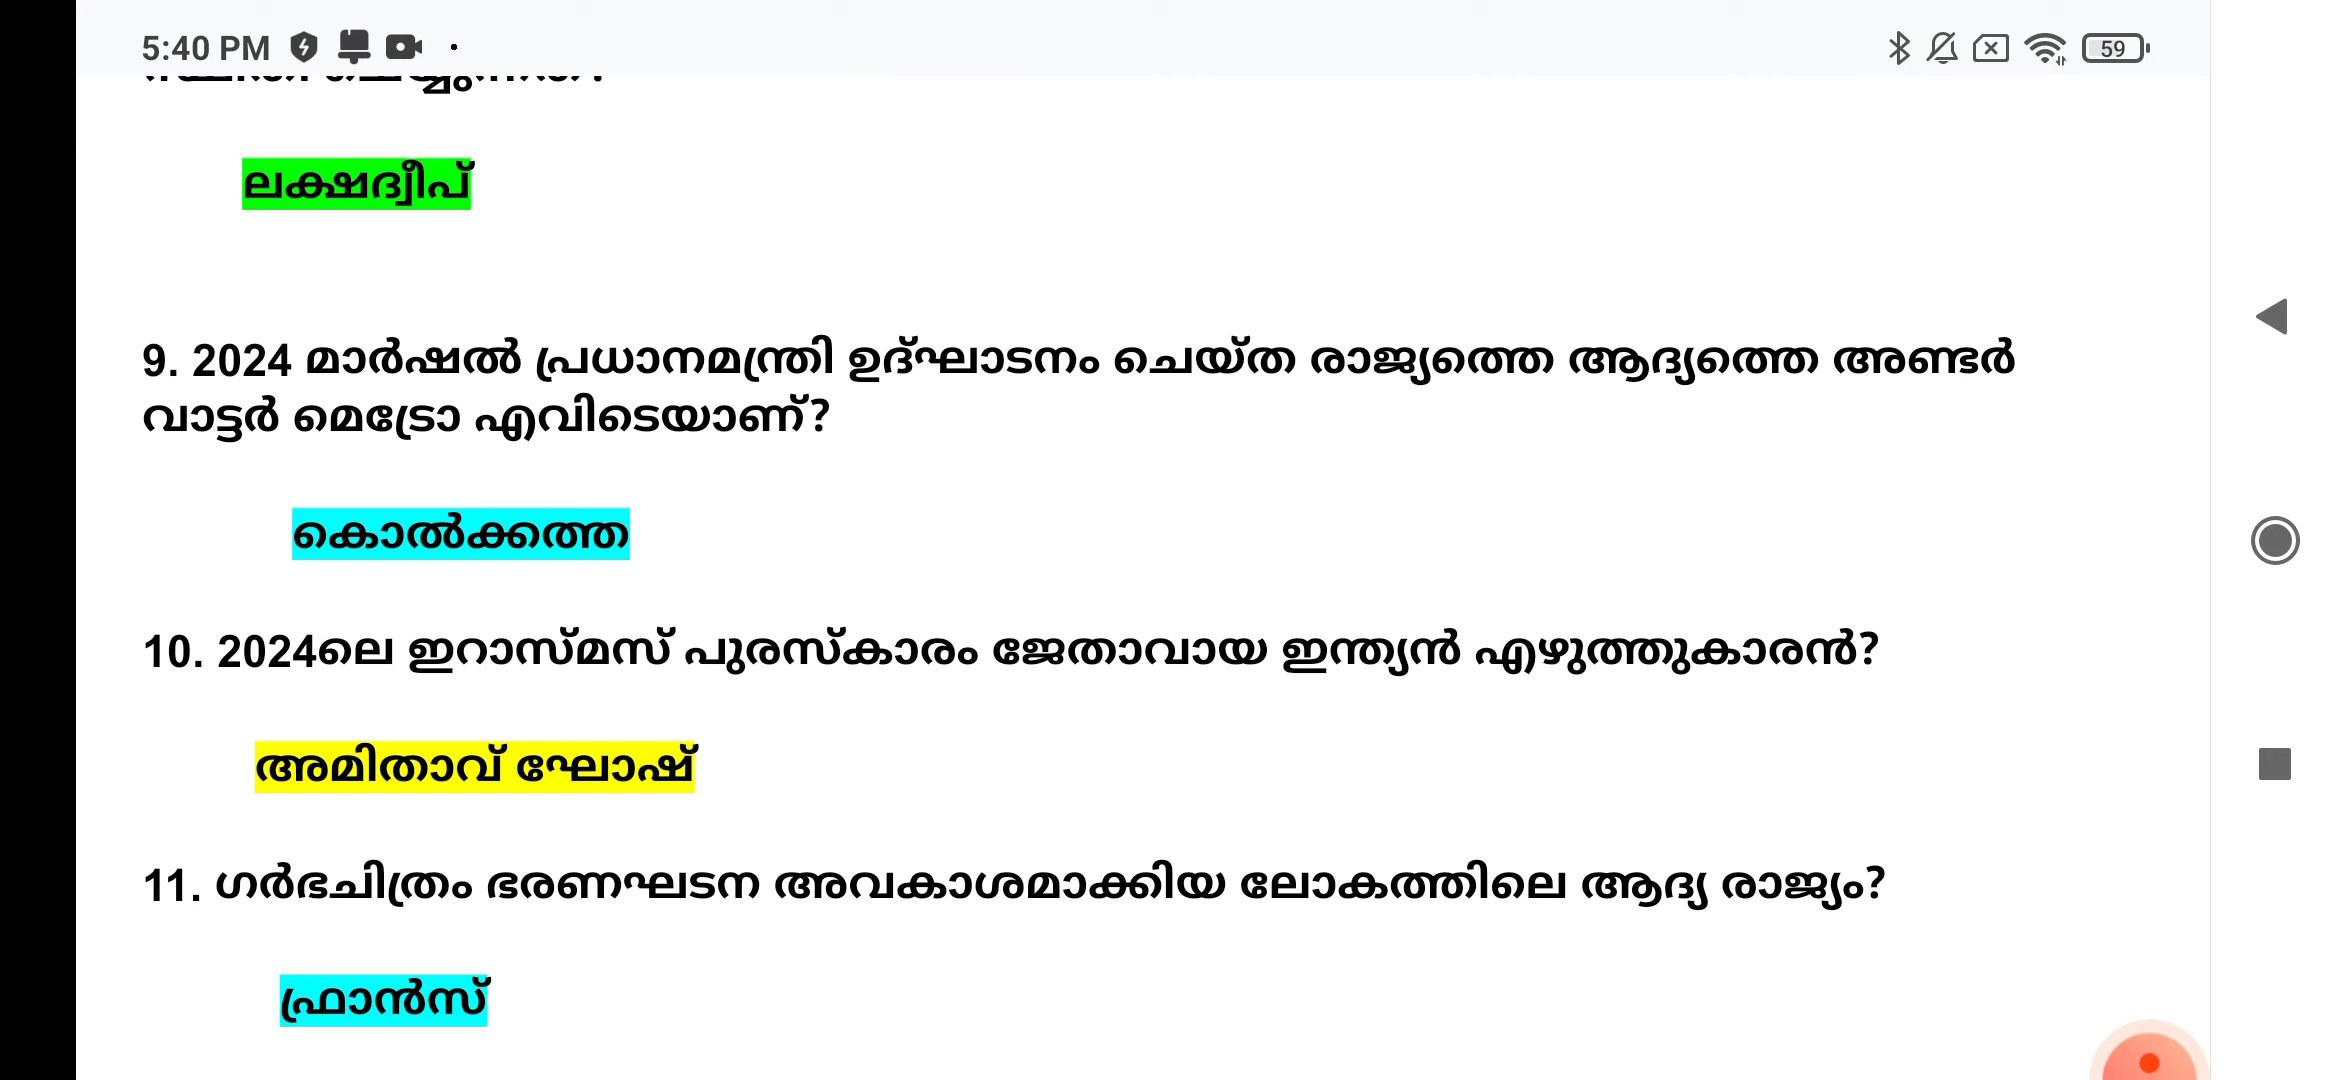 5:40 PM
59
ലക്ഷദ്വീപ്
9. 2024 മാർഷൽ പ്രധാനമന്ത്രി ഉദ്ഘാടനം ചെയ്ത രാജ്യത്തെ ആദ്യത്തെ അണ്ടർ
വാട്ടർ മെട്രോ എവിടെയാണ്?
കൊൽക്കത്ത
10. 2024ലെ ഇറാസ്മസ് പുരസ്കാരം ജേതാവായ ഇന്ത്യൻ എഴുത്തുകാരൻ?
അമിതാവ് ഘോഷ്
11. ഗർഭചിത്രം ഭരണഘടന അവകാശമാക്കിയ ലോകത്തിലെ ആദ്യ രാജ്യം?
ഫ്രാൻസ്